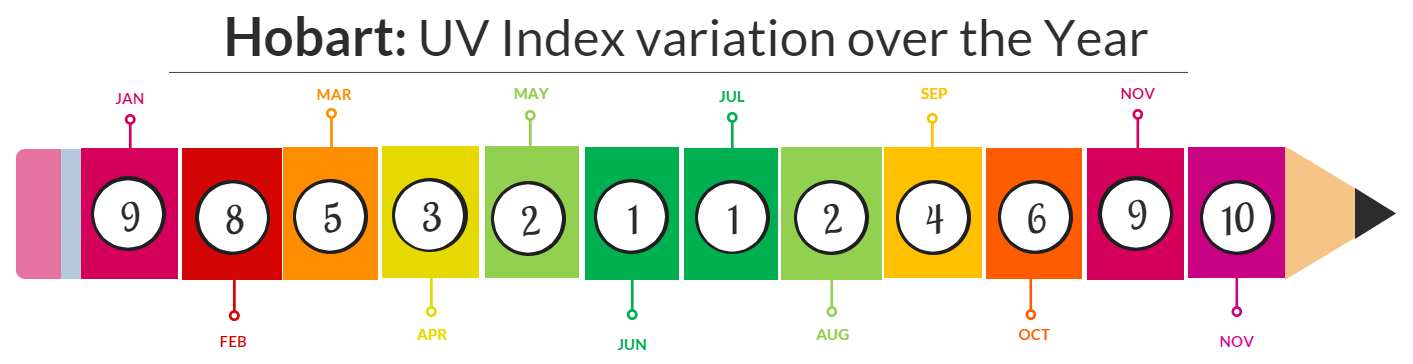 Hobart: UV Index variation over the Year
JAN MAR MAY JUL SEP NOV
9 8 5 3 2 1 1 2 4 6 9 10
FEB APR JUN AUG OCT NOV